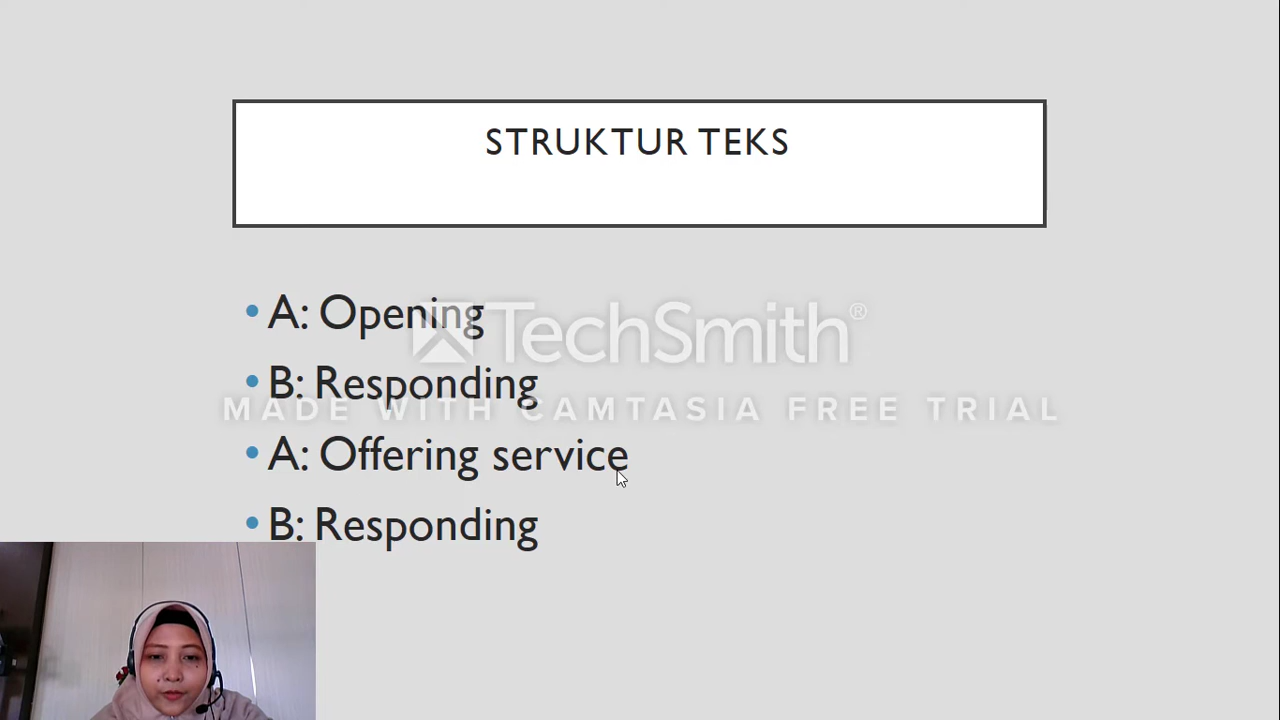 STRUKTUR TEKS
• A: Opening
TechSmith®
• B: Responding
MADE WITH CAMTASIA FREE TRIAL
• A: Offering service
• B: Responding